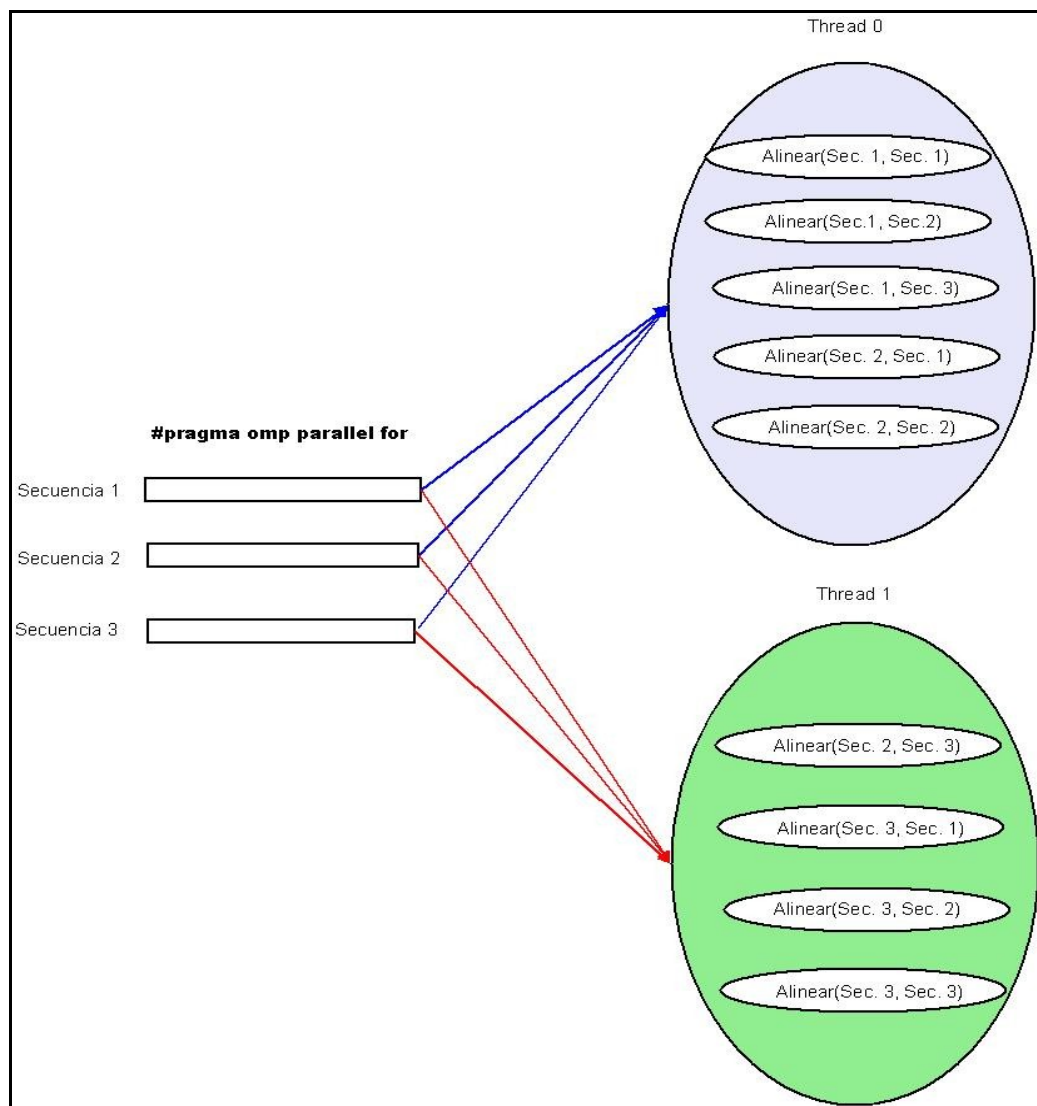 Thread 0
Alinear(Sec. 1, Sec. 1)
Alinear(Sec.1, Sec.2)
Alinear(Sec. 1, Sec. 3)
Alinear(Sec. 2, Sec. 1)
Alinear(Sec. 2, Sec. 2)
#pragma omp parallel for
Secuencia 1
Secuencia 2
Secuencia 3
Thread 1
Alinear(Sec. 2, Sec. 3)
Alinear(Sec. 3, Sec. 1)
Alinear(Sec. 3, Sec. 2)
Alinear(Sec. 3, Sec. 3)